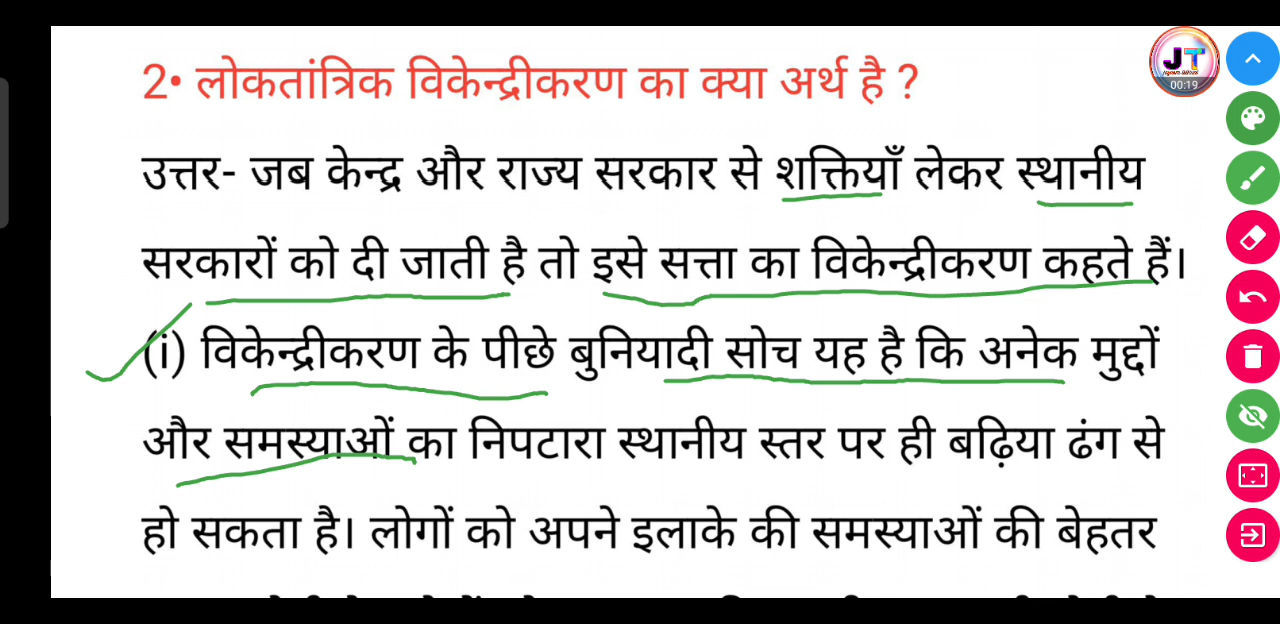 2• लोकतांत्रिक विकेन्द्रीकरण का क्या अर्थ है ?
JT
00:19
उत्तर- जब केन्द्र और राज्य सरकार से शक्तियाँ लेकर स्थानीय
सरकारों को दी जाती है तो इसे सत्ता का विकेन्द्रीकरण कहते हैं।
(i) विकेन्द्रीकरण के पीछे बुनियादी सोच यह है कि अनेक मुद्दों
और समस्याओं का निपटारा स्थानीय स्तर पर ही बढ़िया ढंग से
हो सकता है। लोगों को अपने इलाके की समस्याओं की बेहतर